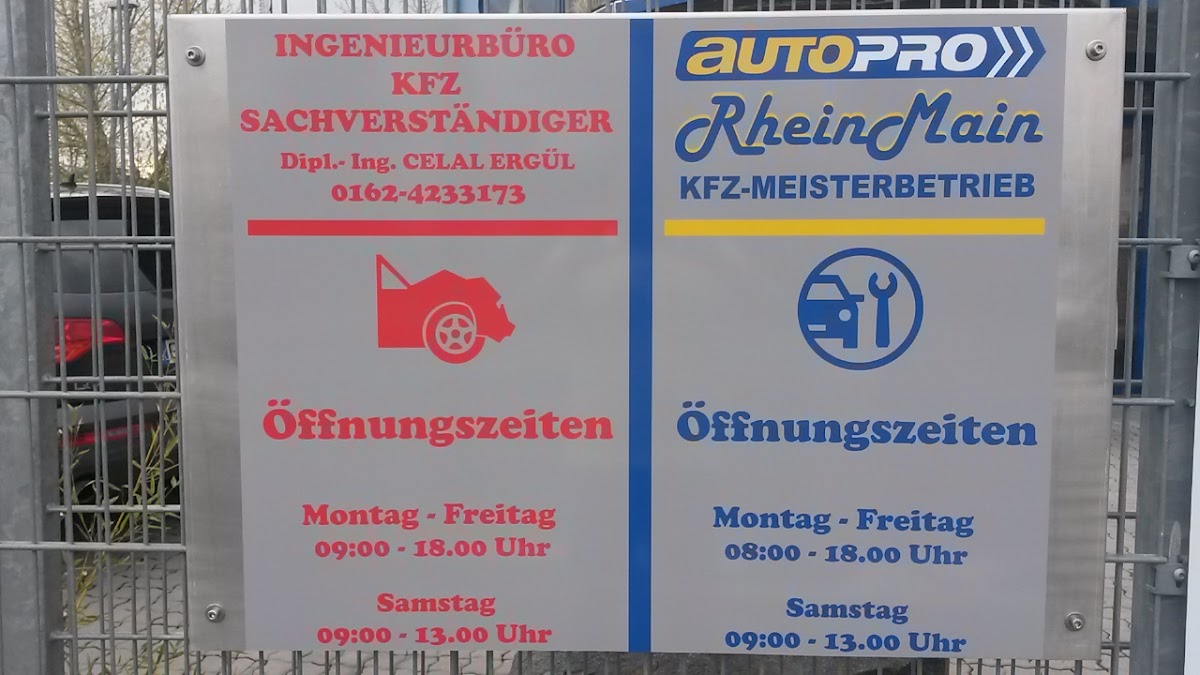 INGENIEURBÜRO
KFZ
SACHVERSTÄNDIGER
Dipl.- Ing. CELAL ERGÜL
0162-4233173
Öffnungszeiten
Montag - Freitag
09:00 - 18.00 Uhr
Samstag
09:00 - 13.00 Uhr
AUTOPRO
RheinMain
KFZ-MEISTERBETRIEB
Öffnungszeiten
Montag - Freitag
08:00 - 18.00 Uhr
Samstag
09:00 - 13.00 Uhr